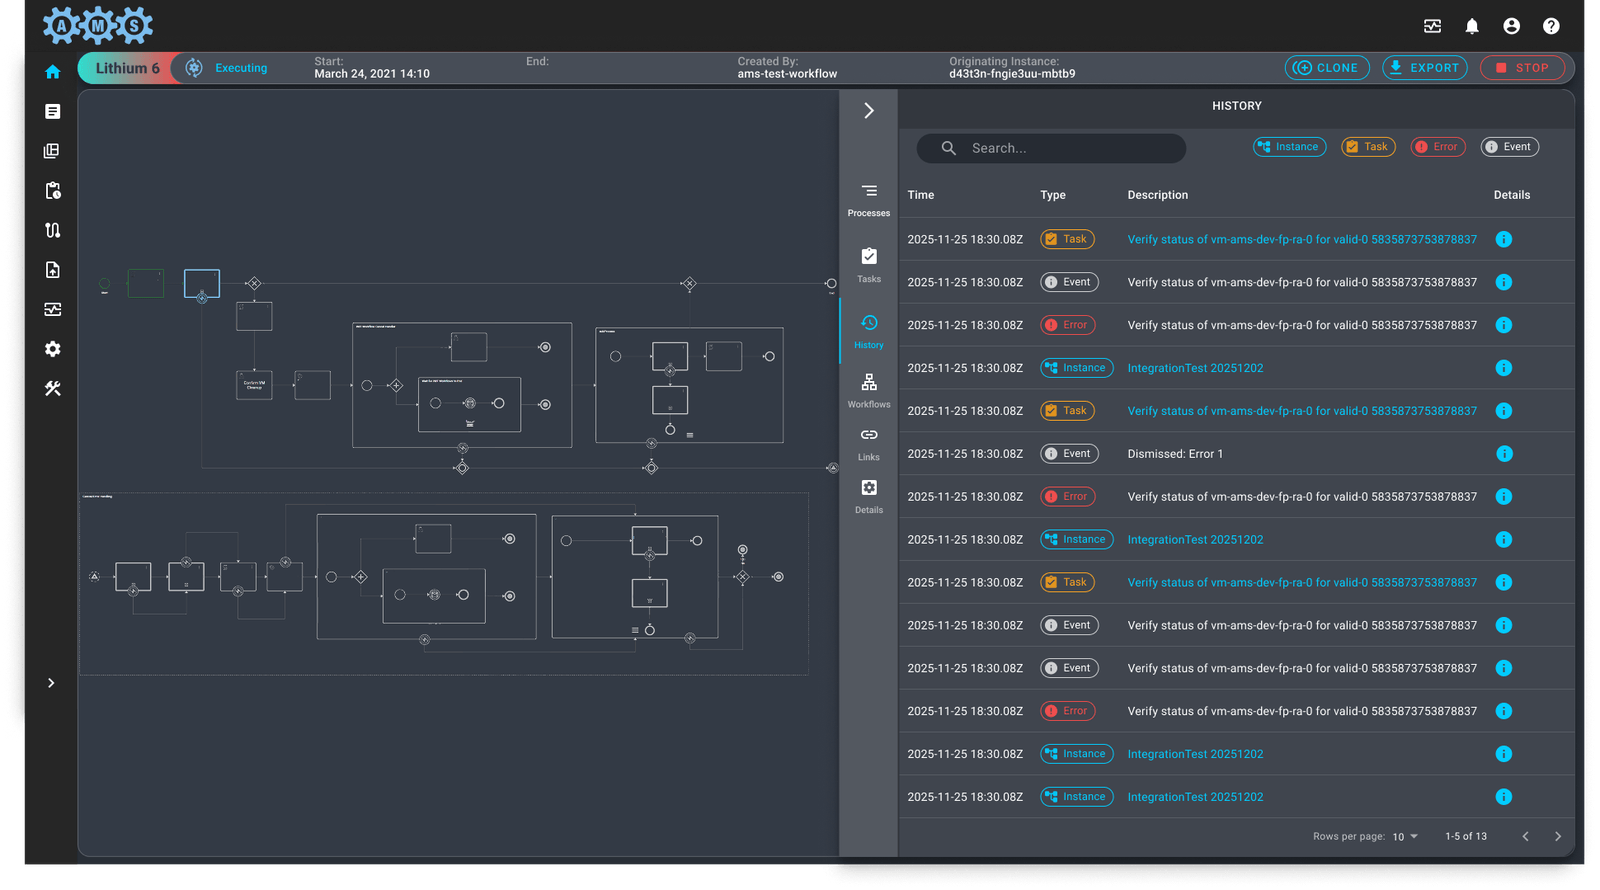 AMS
Lithium 6
Executing
Start:
March 24, 2021 14:10
End:
Created By:
ams-test-workflow
Originating Instance:
d43t3n-fngie3uu-mbtb9
CLONE
EXPORT
STOP
Confirm VM
Cleanup
Processes
Tasks
History
Workflows
Links
Details
HISTORY
Search...
Instance
Task
Error
Event
Time Type Description Details
2025-11-25 18:30.08Z Task Verify status of vm-ams-dev-fp-ra-0 for valid-0 5835873753878837
2025-11-25 18:30.08Z Event Verify status of vm-ams-dev-fp-ra-0 for valid-0 5835873753878837
2025-11-25 18:30.08Z Error Verify status of vm-ams-dev-fp-ra-0 for valid-0 5835873753878837
2025-11-25 18:30.08Z Instance IntegrationTest 20251202
2025-11-25 18:30.08Z Task Verify status of vm-ams-dev-fp-ra-0 for valid-0 5835873753878837
2025-11-25 18:30.08Z Event Dismissed: Error 1
2025-11-25 18:30.08Z Error Verify status of vm-ams-dev-fp-ra-0 for valid-0 5835873753878837
2025-11-25 18:30.08Z Instance IntegrationTest 20251202
2025-11-25 18:30.08Z Task Verify status of vm-ams-dev-fp-ra-0 for valid-0 5835873753878837
2025-11-25 18:30.08Z Event Verify status of vm-ams-dev-fp-ra-0 for valid-0 5835873753878837
2025-11-25 18:30.08Z Event Verify status of vm-ams-dev-fp-ra-0 for valid-0 5835873753878837
2025-11-25 18:30.08Z Error Verify status of vm-ams-dev-fp-ra-0 for valid-0 5835873753878837
2025-11-25 18:30.08Z Instance IntegrationTest 20251202
2025-11-25 18:30.08Z Instance IntegrationTest 20251202
Rows per page: 10 1-5 of 13